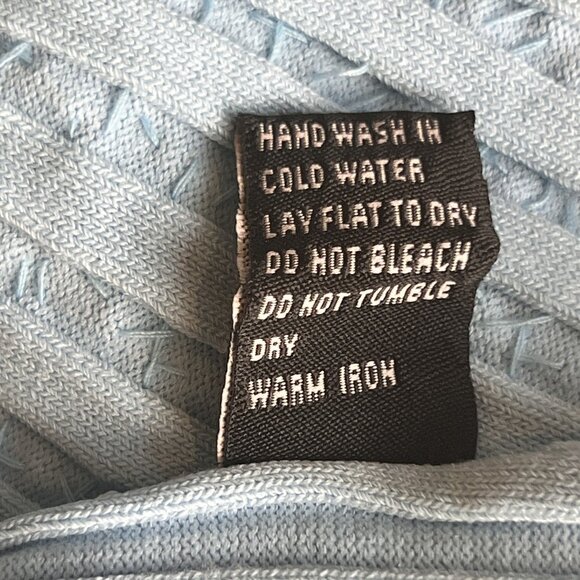 HAND WASH IN
COLD WATER
LAY FLAT TO DRY
DO NOT BLEACH
DO NOT TUMBLE
DRY
WARM IRON